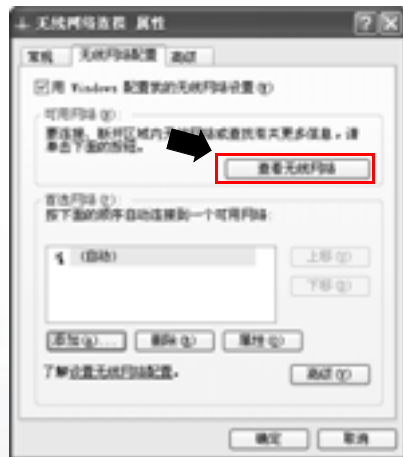 无线网络连接 属性
常规 无线网络配置 高级
用 Windows 配置我的无线网络设置(W)
可用网络(N):
要连接、断开区域内无线网络或查找有关更多信息，请
单击下面的按钮。
查看无线网络
首选网络(P):
按下面的顺序自动连接到一个可用网络:
(自动)
上移(U)
下移(D)
添加(A)... 删除(R) 属性(O)
了解设置无线网络配置。
高级(V)
确定 取消